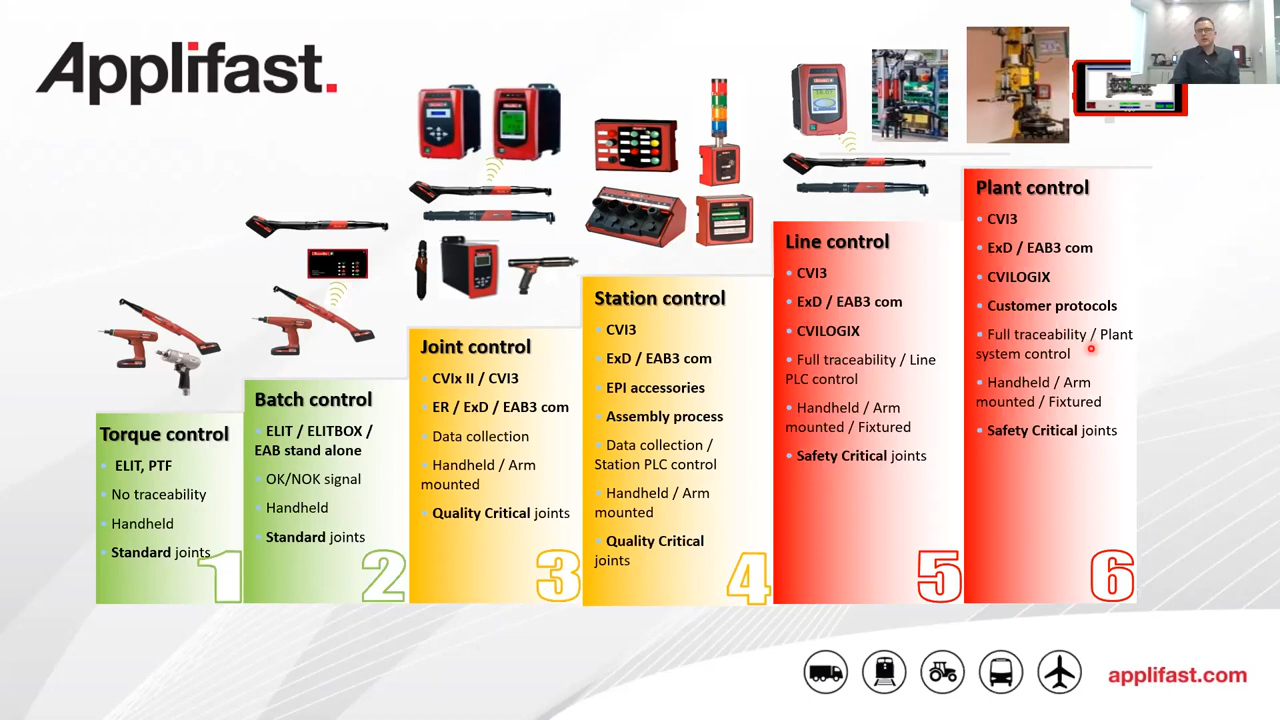 Applifast.
Torque control
ELIT, PTF
No traceability
Handheld
Standard joints
1
Batch control
ELIT / ELITBOX /
EAB stand alone
OK/NOK signal
Handheld
Standard joints
2
Joint control
CVIx II / CVI3
ER / ExD / EAB3 com
Data collection
Handheld / Arm
mounted
Quality Critical joints
3
Station control
CVI3
ExD / EAB3 com
EPI accessories
Assembly process
Data collection /
Station PLC control
Handheld / Arm
mounted
Quality Critical
joints
4
Line control
CVI3
ExD / EAB3 com
CVILOGIX
Full traceability / Line
PLC control
Handheld / Arm
mounted / Fixtured
Safety Critical joints
5
Plant control
CVI3
ExD / EAB3 com
CVILOGIX
Customer protocols
Full traceability / Plant
system control
Handheld / Arm
mounted / Fixtured
Safety Critical joints
6
applifast.com